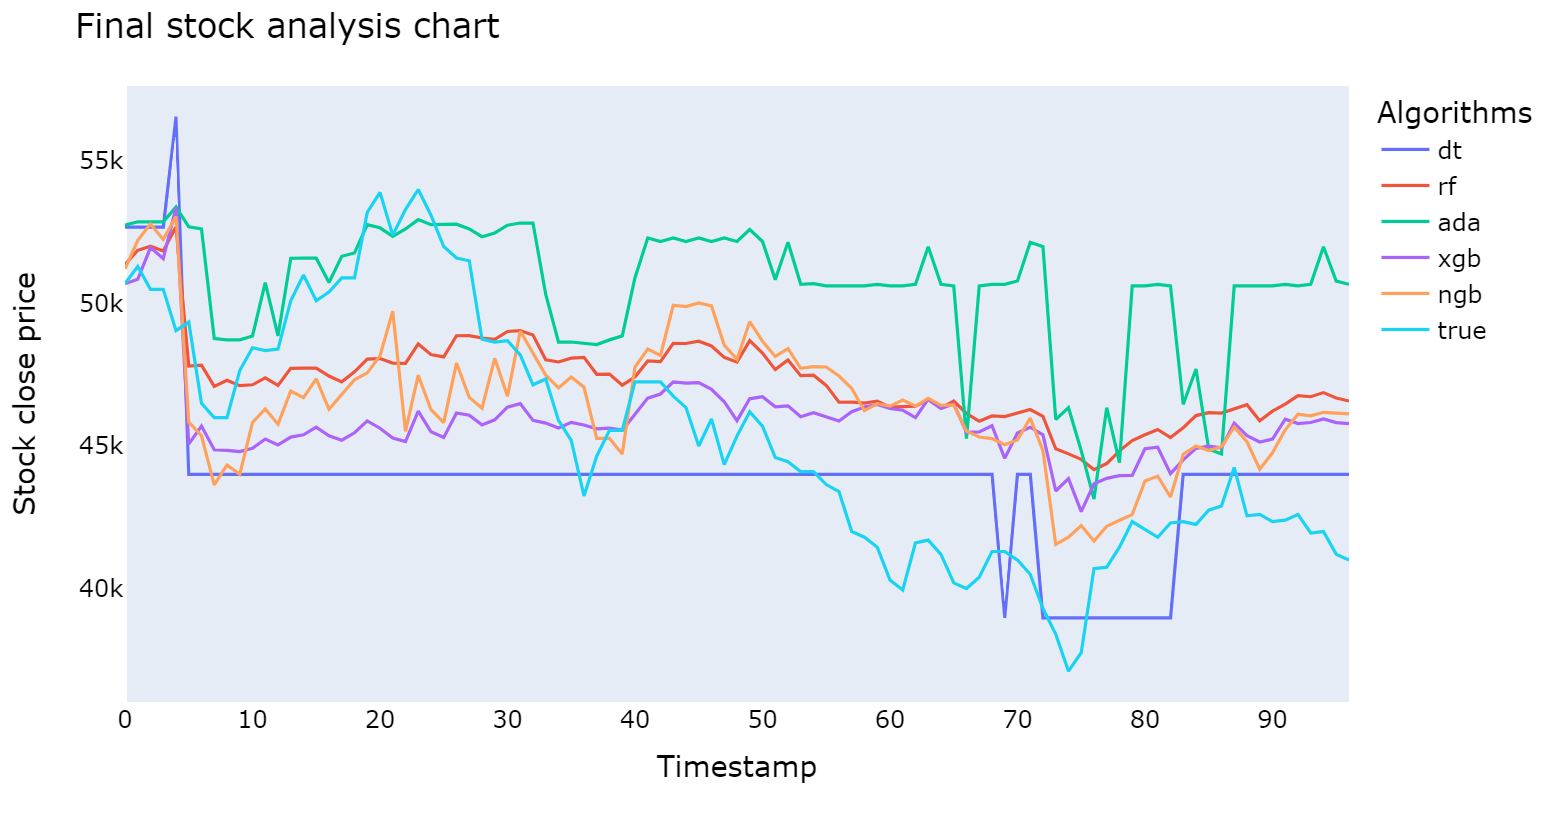 Final stock analysis chart
Stock close price
55k
50k
45k
40k
0 10 20 30 40 50 60 70 80 90
Timestamp
Algorithms
dt
rf
ada
xgb
ngb
true